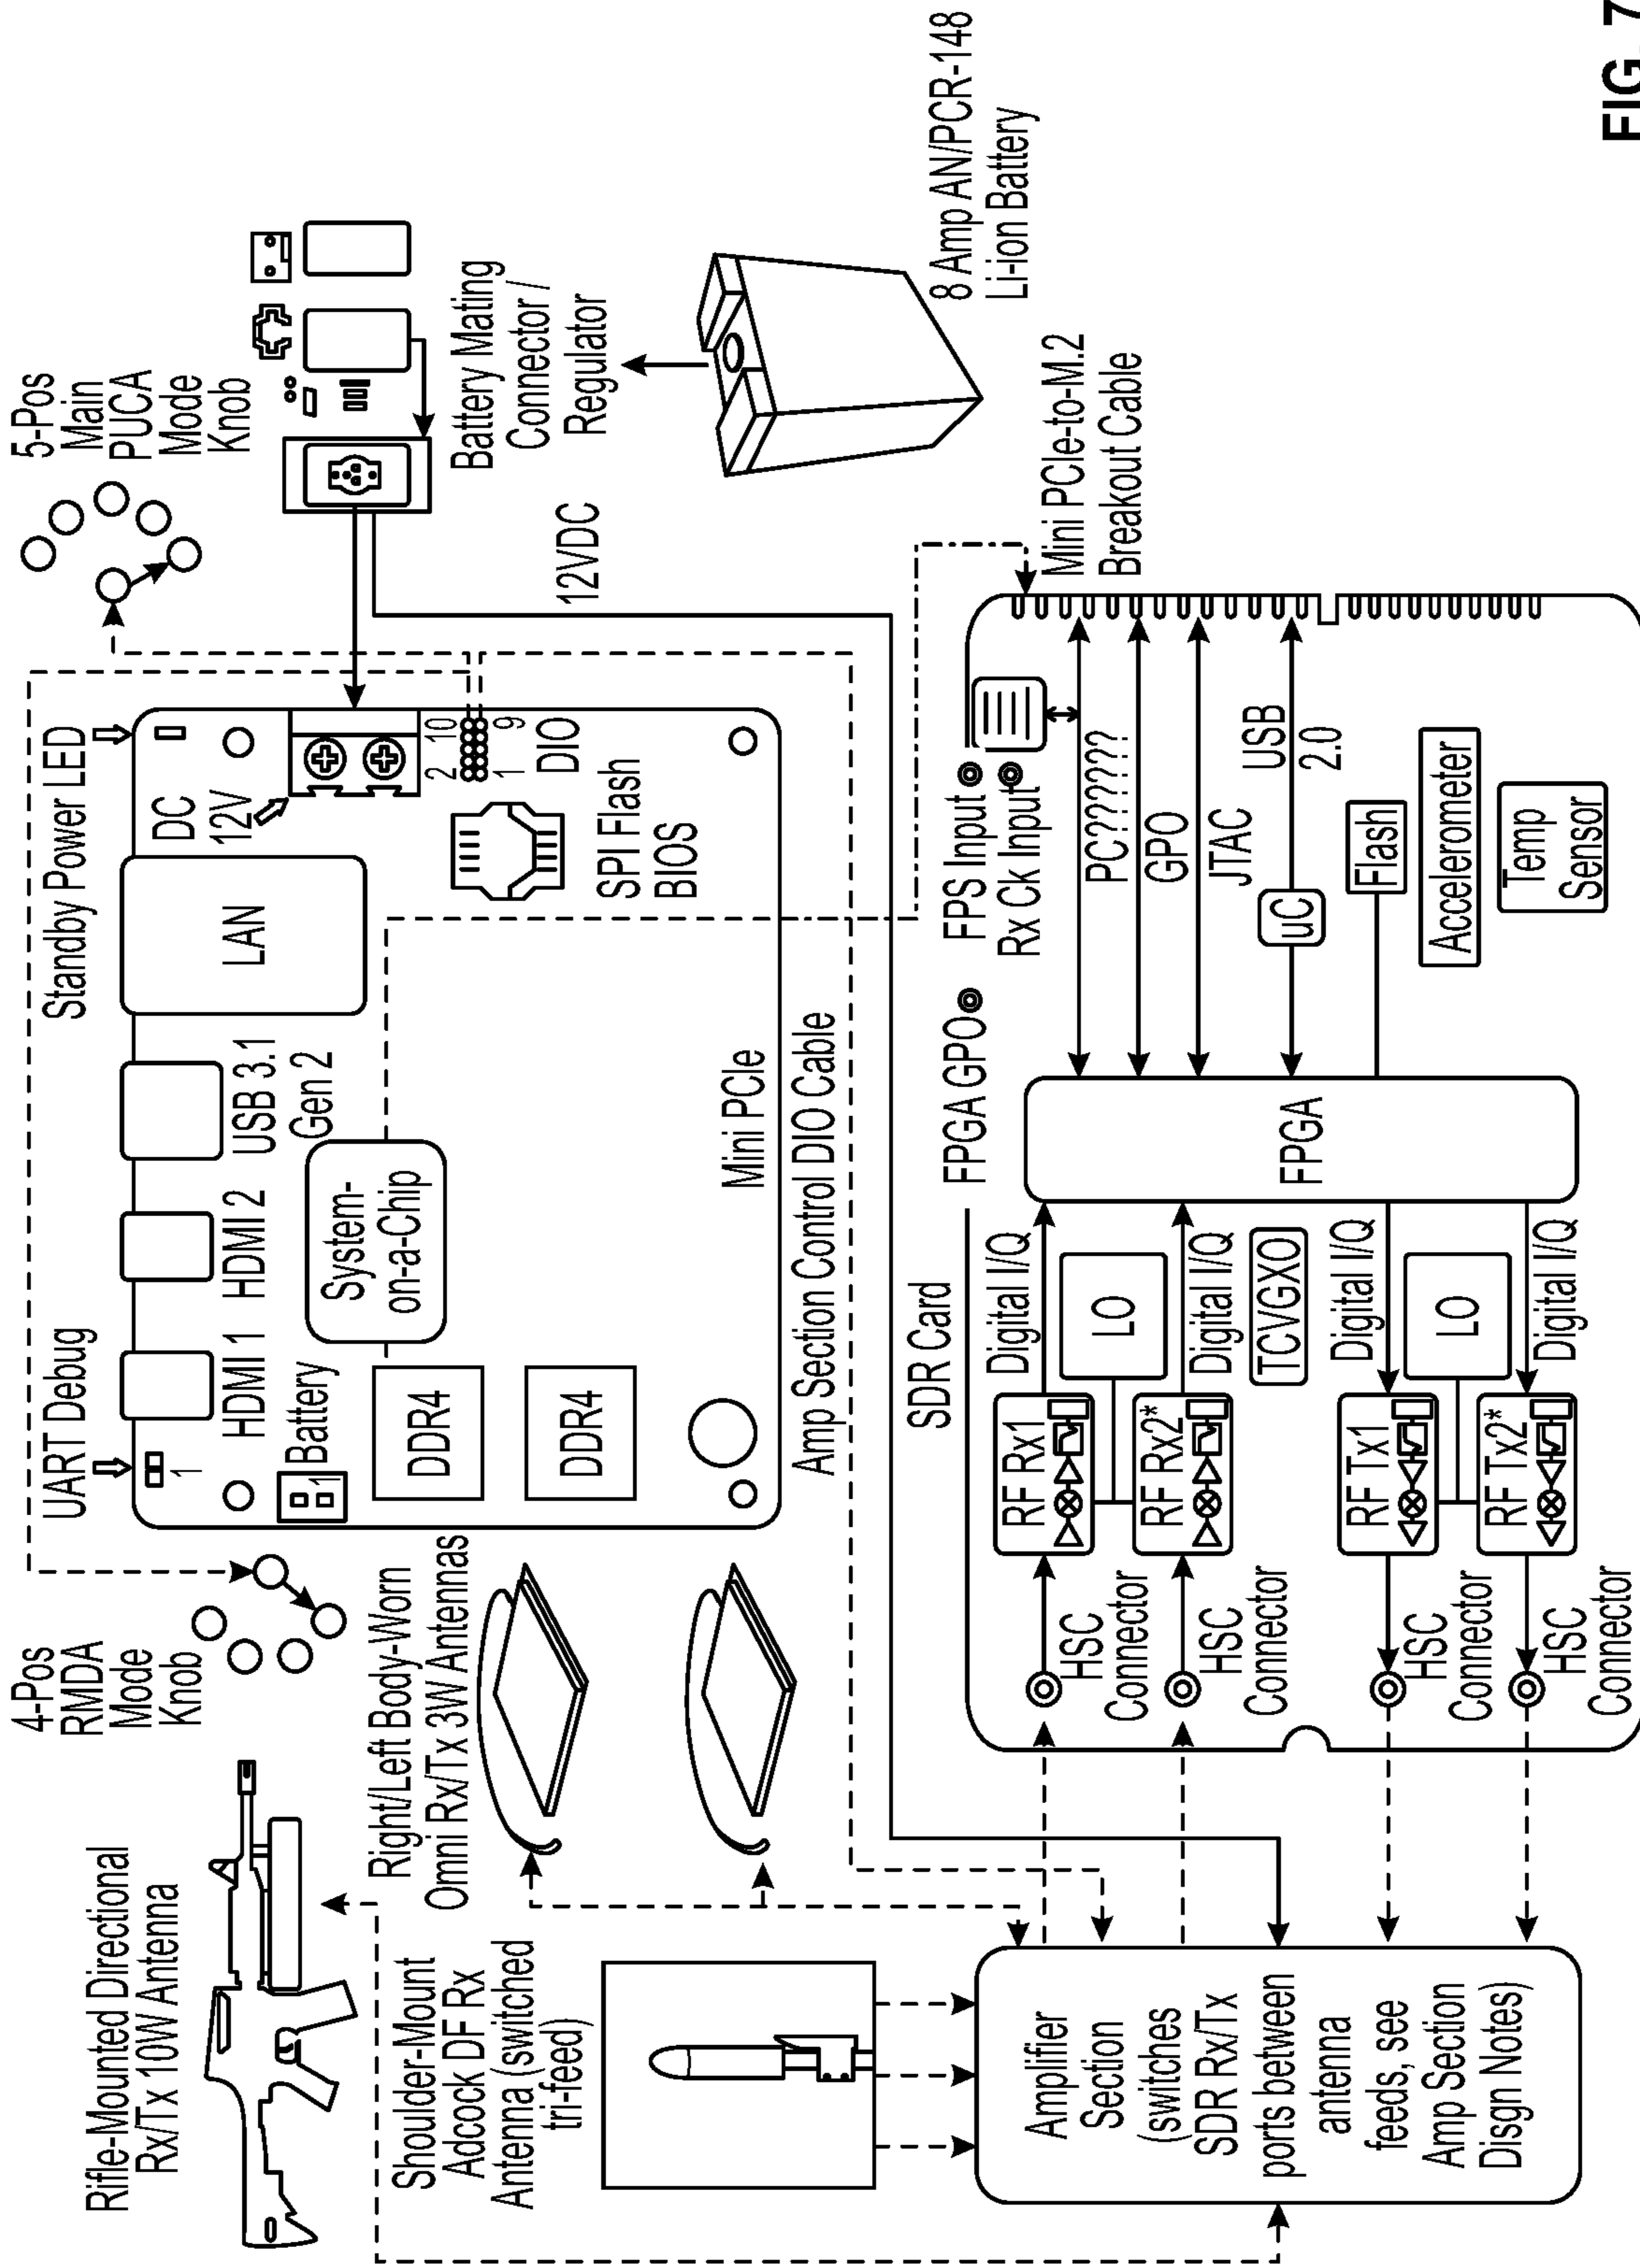 4-Pos
RMDA
Mode
Knob
5-Pos
Main
PUCA
Mode
Knob
UART Debug
Standby Power LED
Rifle-Mounted Directional
Rx/Tx 10W Antenna
1
HDMI 1
HDMI 2
USB 3.1
Gen 2
LAN
DC
12V
Battery
1
System-
on-a-Chip
DDR4
DDR4
2 10
1 9
DIO
SPI Flash
BIOS
Mini PCIe
Battery Mating
Connector /
Regulator
12VDC
8 Amp AN/PCR-148
Li-ion Battery
Right/Left Body-Worn
Omni Rx/Tx 3W Antennas
Shoulder-Mount
Adcock DF Rx
Antenna (switched
tri-feed)
Amp Section Control DIO Cable
Mini PCIe-to-M.2
Breakout Cable
SDR Card
FPGA GPO
FPS Input
Rx Ck Input
Amplifier
Section
(switches
SDR Rx/Tx
ports between
antenna
feeds, see
Amp Section
Disgn Notes)
HSC
Connector
HSC
Connector
HSC
Connector
HSC
Connector
RF Rx1
RF Rx2*
RF Tx1
RF Tx2*
Digital I/Q
LO
Digital I/Q
TCVGXO
Digital I/Q
LO
Digital I/Q
FPGA
PC???????
GPO
JTAC
USB
2.0
uC
Flash
Accelerometer
Temp
Sensor
FIG. 7